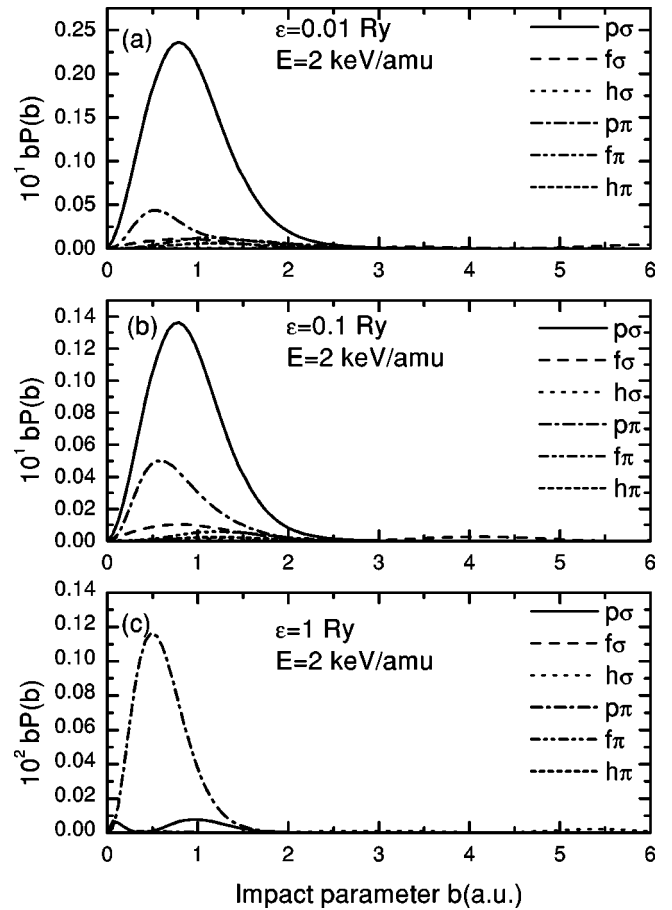 (a)
ε=0.01 Ry
E=2 keV/amu
pσ
fσ
hσ
pπ
fπ
hπ
10¹ bP(b)
0.25
0.20
0.15
0.10
0.05
0.00
0 1 2 3 4 5 6
(b)
ε=0.1 Ry
E=2 keV/amu
pσ
fσ
hσ
pπ
fπ
hπ
10¹ bP(b)
0.14
0.12
0.10
0.08
0.06
0.04
0.02
0.00
0 1 2 3 4 5 6
(c)
ε=1 Ry
E=2 keV/amu
pσ
fσ
hσ
pπ
fπ
hπ
10² bP(b)
0.14
0.12
0.10
0.08
0.06
0.04
0.02
0.00
0 1 2 3 4 5 6
Impact parameter b(a.u.)